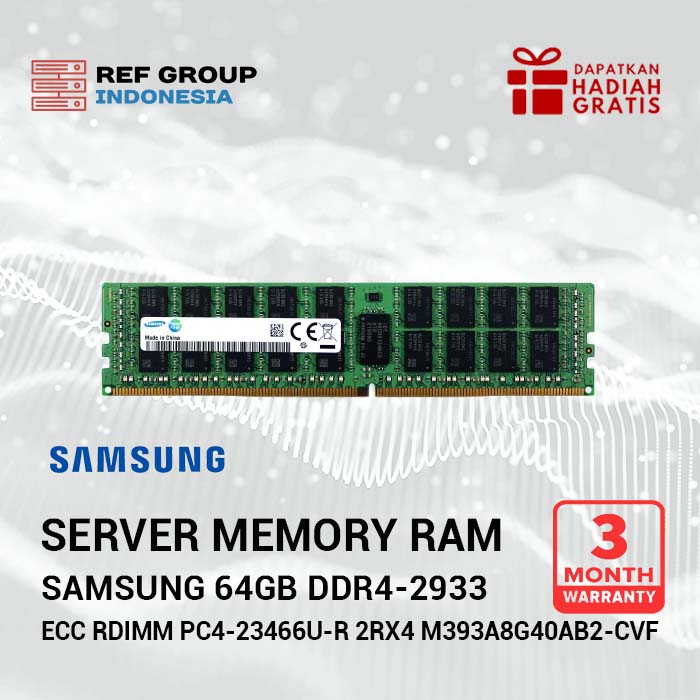 REF GROUP
INDONESIA
DAPATKAN
HADIAH
GRATIS
SAMSUNG
Made in China
SAMSUNG
SERVER MEMORY RAM
SAMSUNG 64GB DDR4-2933
ECC RDIMM PC4-23466U-R 2RX4 M393A8G40AB2-CVF
3
MONTH
WARRANTY